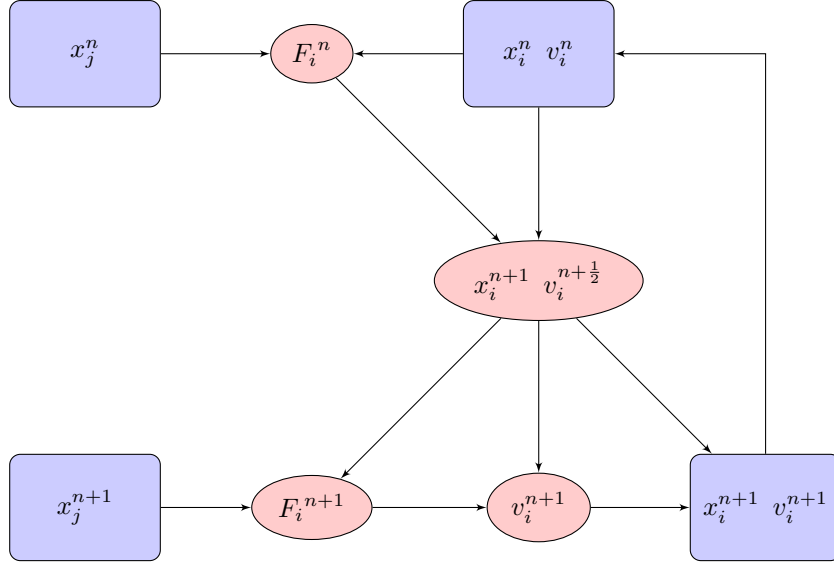 $x_j^n$
$F_i{}^n$
$x_i^n \ v_i^n$
$x_i^{n+1} \ v_i^{n+\frac{1}{2}}$
$x_j^{n+1}$
$F_i{}^{n+1}$
$v_i^{n+1}$
$x_i^{n+1} \ v_i^{n+1}$